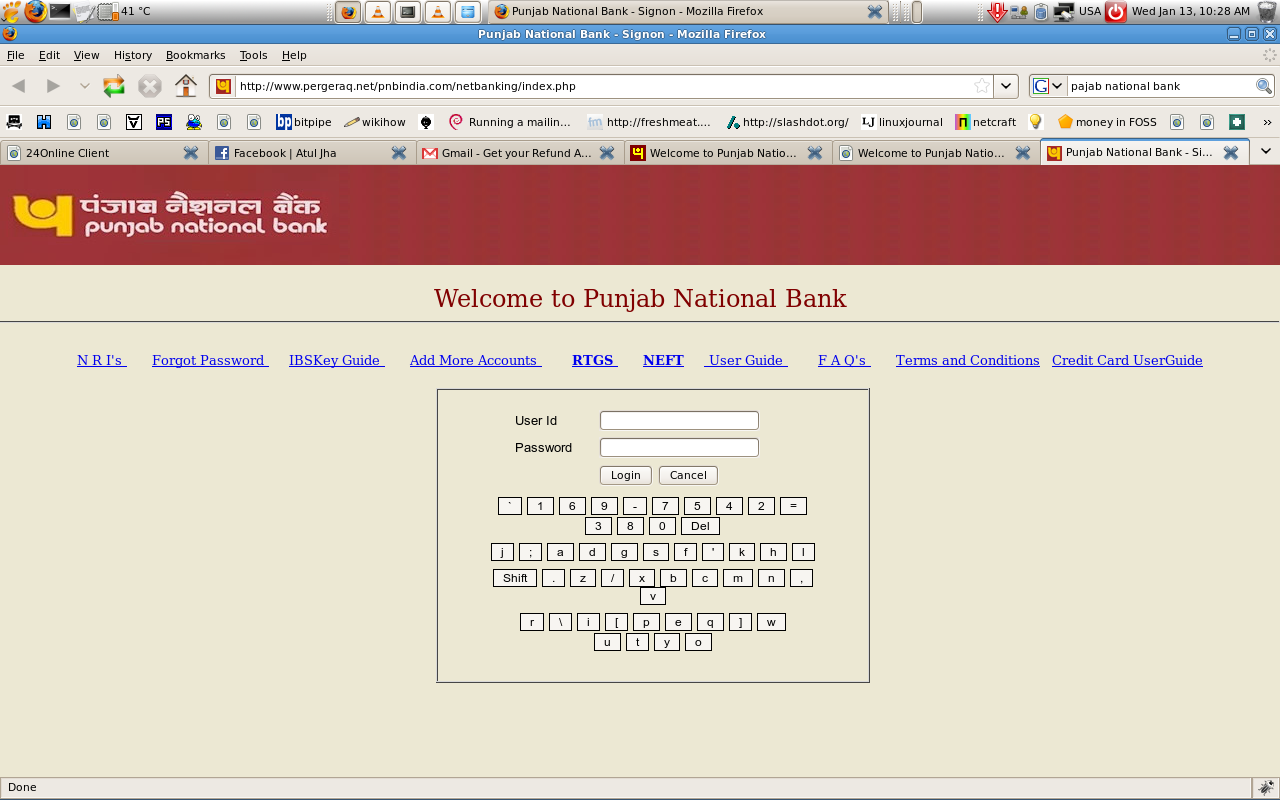 41 °C
Punjab National Bank - Signon - Mozilla Firefox
USA
Wed Jan 13, 10:28 AM
Punjab National Bank - Signon - Mozilla Firefox
File Edit View History Bookmarks Tools Help
http://www.pergeraq.net/pnbindia.com/netbanking/index.php
G pajab national bank
PS bp bitpipe wikihow Running a mailin... fm http://freshmeat.... http://slashdot.org/ LJ linuxjournal netcraft money in FOSS »
24Online Client
Facebook | Atul Jha
Gmail - Get your Refund A...
Welcome to Punjab Natio...
Welcome to Punjab Natio...
Punjab National Bank - Si...
पंजाब नैशनल बैंक
punjab national bank
Welcome to Punjab National Bank
N R I's Forgot Password IBSKey Guide Add More Accounts RTGS NEFT User Guide F A Q's Terms and Conditions Credit Card UserGuide
User Id
Password
Login Cancel
` 1 6 9 - 7 5 4 2 =
3 8 0 Del
j ; a d g s f ' k h l
Shift . z / x b c m n ,
v
r \ i [ p e q ] w
u t y o
Done